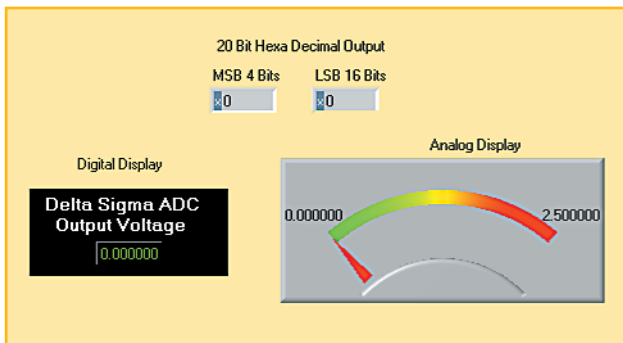 20 Bit Hexa Decimal Output
MSB 4 Bits LSB 16 Bits
x0 x0
Digital Display
Delta Sigma ADC
Output Voltage
0.000000
Analog Display
0.000000 2.500000